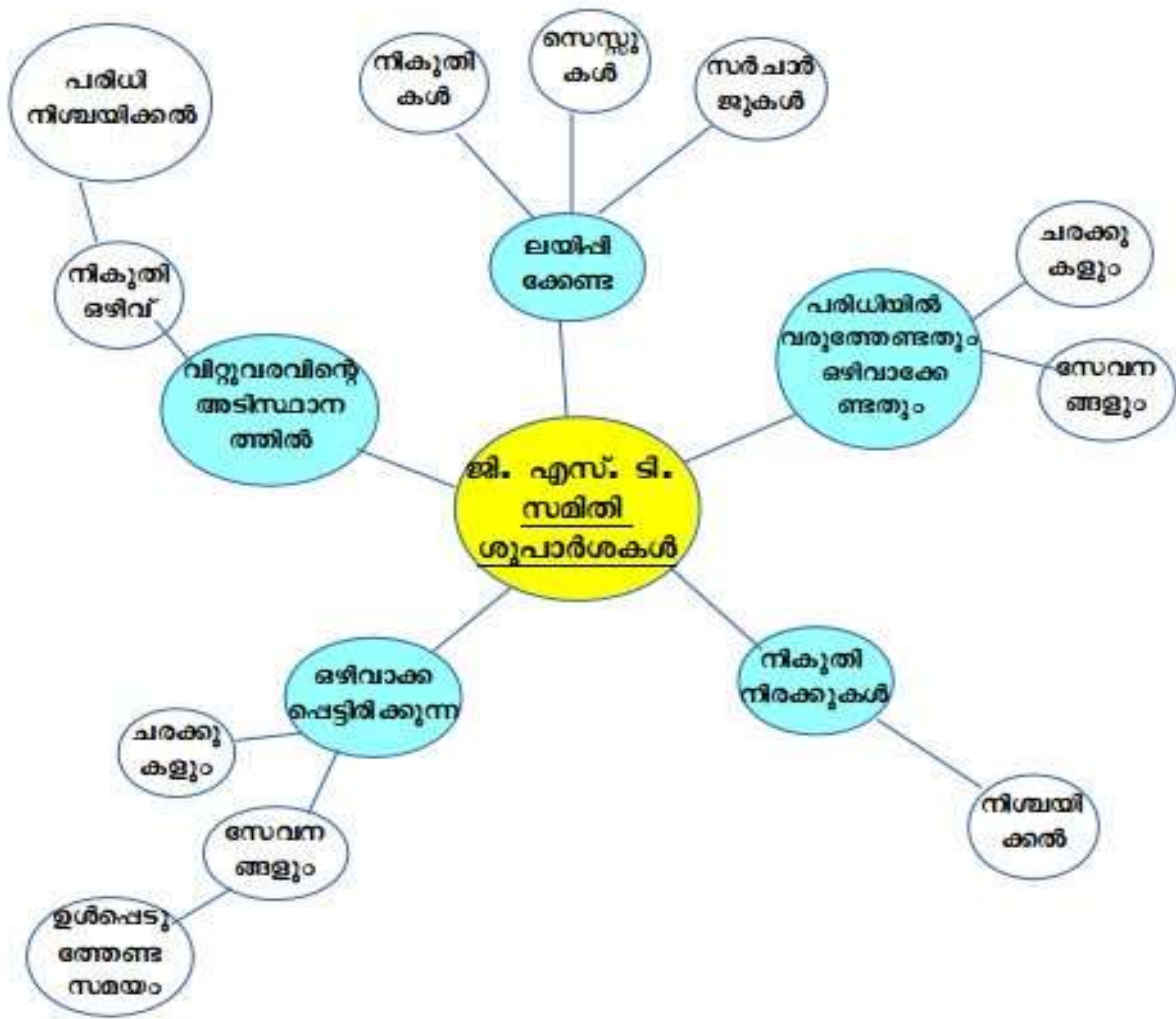 പരിധി
നിശ്ചയിക്കൽ
നികുതി
ഒഴിവ്
വിറ്റുവരവിന്റെ
അടിസ്ഥാന
ത്തിൽ
നികുതി
കൾ
സെസ്സു
കൾ
സർചാർ
ജുകൾ
ലയിപ്പി
ക്കേണ്ട
ചരക്കു
കളും
സേവന
ങ്ങളും
പരിധിയിൽ
വരുത്തേണ്ടതും
ഒഴിവാക്കേ
ണ്ടതും
ജി. എസ്. ടി.
സമിതി
ശുപാർശകൾ
ഒഴിവാക്ക
പ്പെട്ടിരിക്കുന്ന
ചരക്കു
കളും
സേവന
ങ്ങളും
ഉൾപ്പെടു
ത്തേണ്ട
സമയം
നികുതി
നിരക്കുകൾ
നിശ്ചയി
ക്കൽ